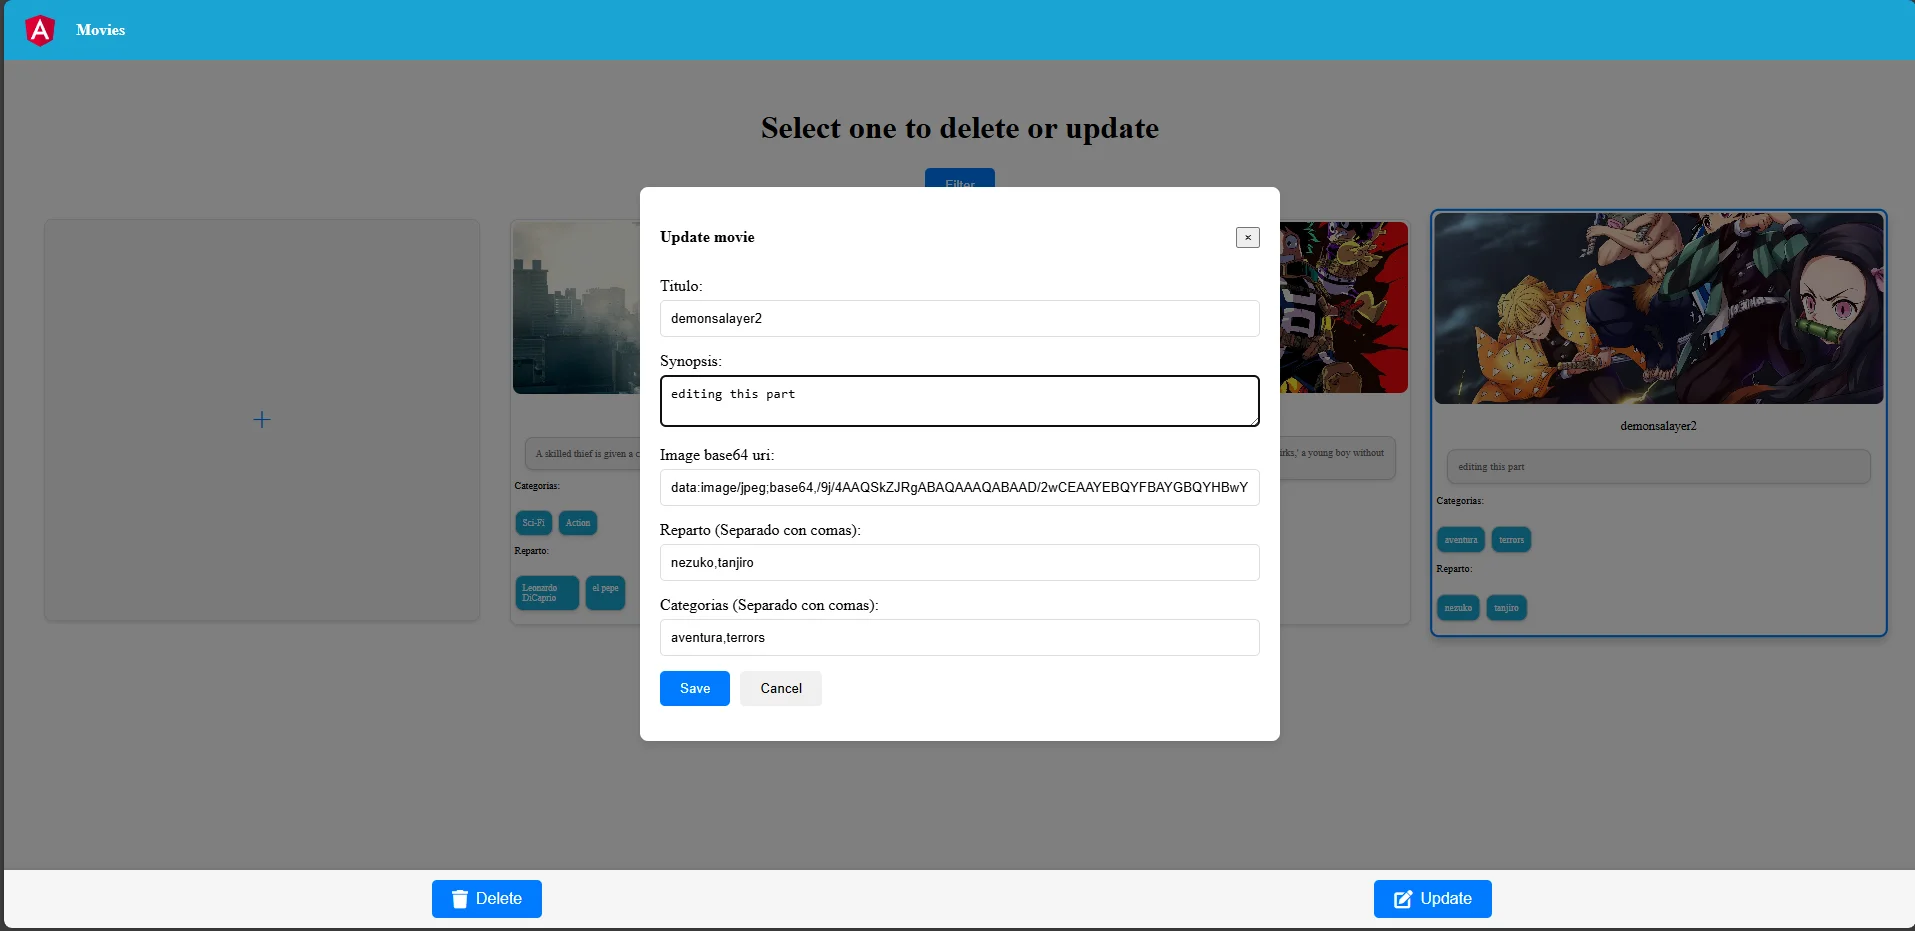 Movies
Select one to delete or update
Filter
Update movie
×
Titulo:
demonsalayer2
Synopsis:
editing this part
Image base64 uri:
data:image/jpeg;base64,/9j/4AAQSkZJRgABAQAAAQABAAD/2wCEAAYEBQYFBAYGBQYHBwY
Reparto (Separado con comas):
nezuko,tanjiro
Categorias (Separado con comas):
aventura,terrors
Save
Cancel
+
A skilled thief is given a c
Categorias:
Sci-Fi
Action
Reparto:
Leonardo
DiCaprio
el pepe
irks,' a young boy without
demonsalayer2
editing this part
Categorias:
aventura
terrors
Reparto:
nezuko
tanjiro
Delete
Update